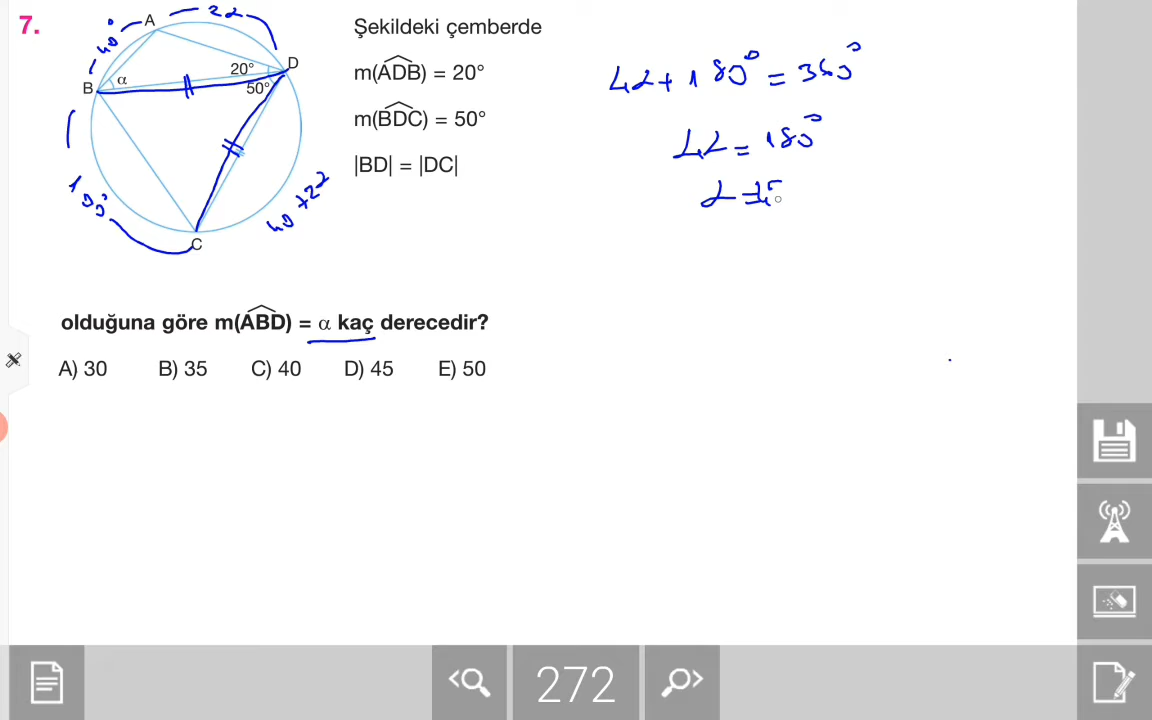 7.
A
2α
40°
D
20°
α
B
50°
100°
40+2α
C
Şekildeki çemberde
m(ADB) = 20°
m(BDC) = 50°
|BD| = |DC|
4α+180°=360°
4α=180°
α=45
olduğuna göre m(ABD) = α kaç derecedir?
A) 30 B) 35 C) 40 D) 45 E) 50
272